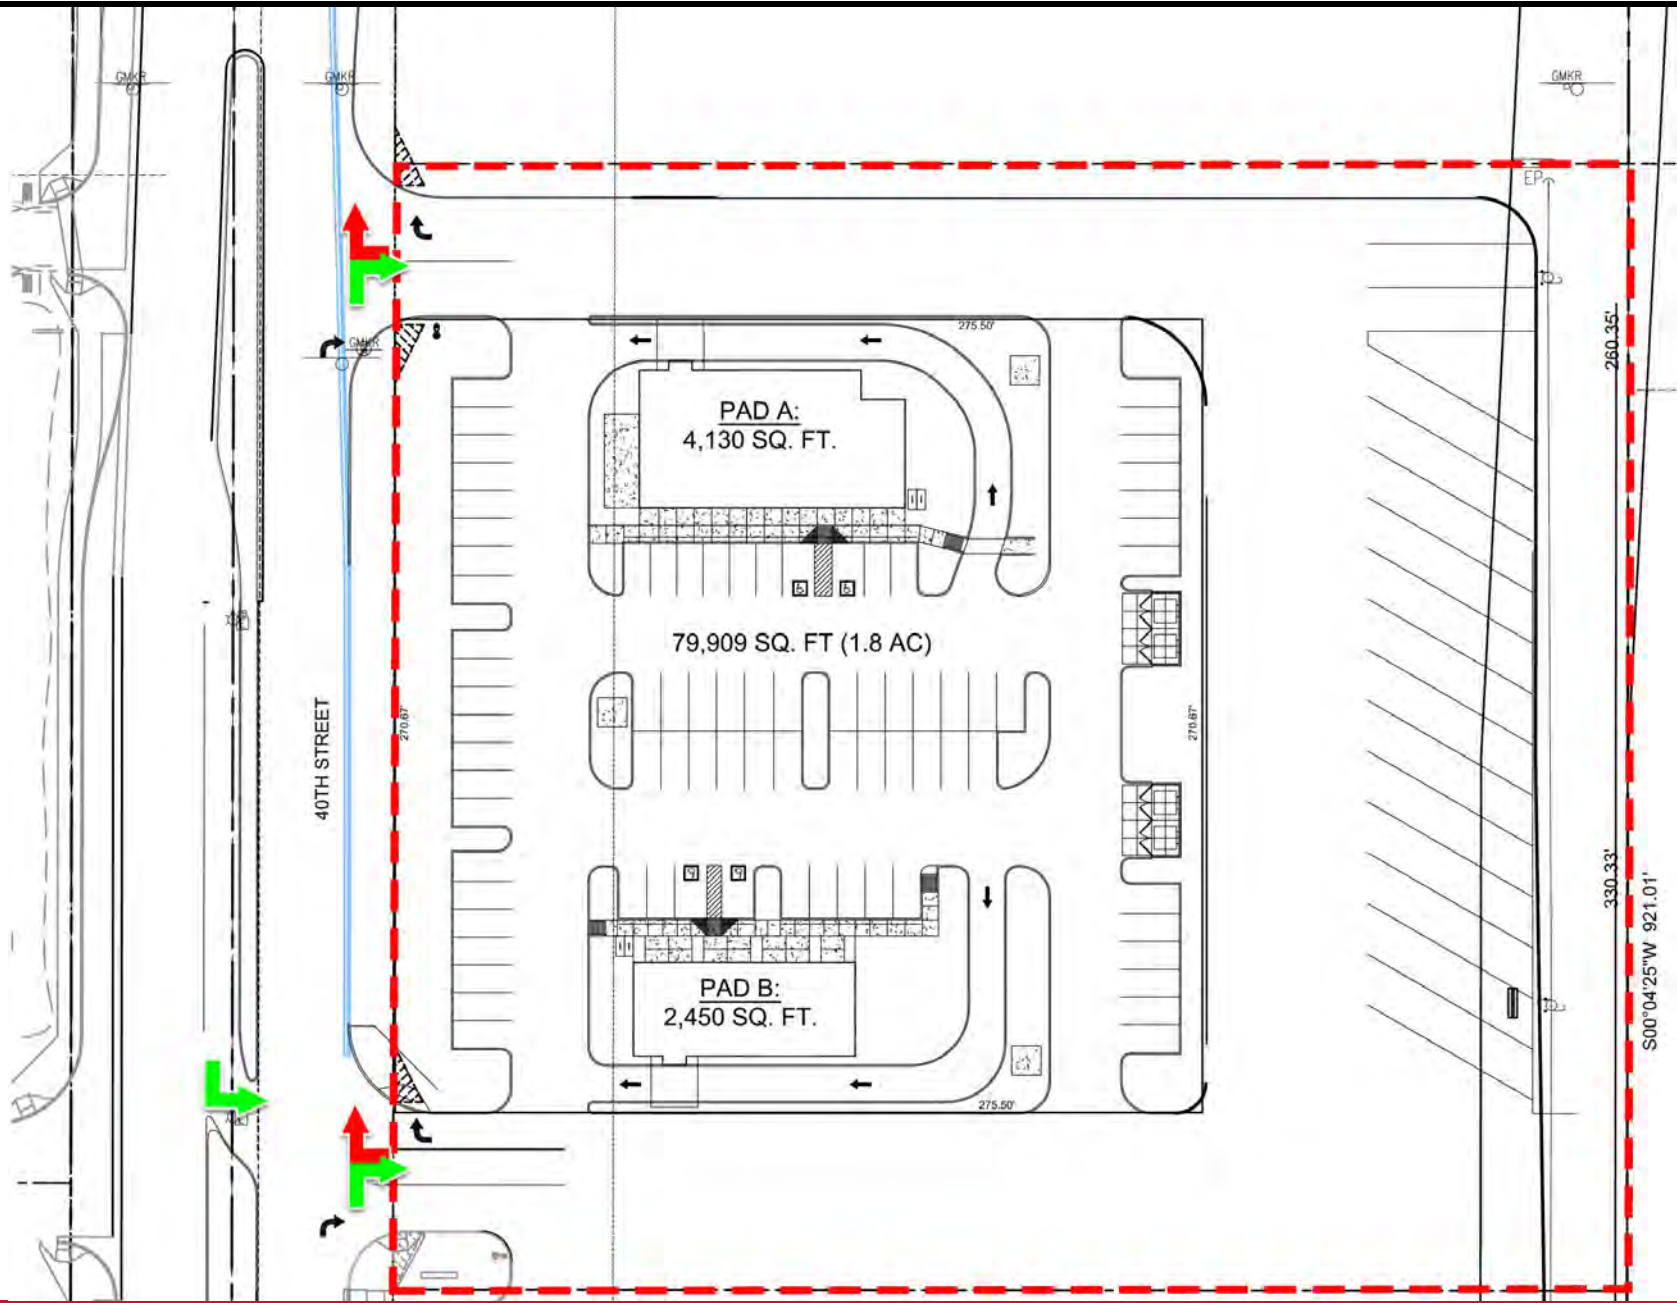 GMKR
GMKR
GMKR
EP
275.50'
GMKR
260.35'
PAD A:
4,130 SQ. FT.
79,909 SQ. FT (1.8 AC)
40TH STREET
270.67'
270.67'
330.33'
S00°04'25"W 921.01'
PAD B:
2,450 SQ. FT.
275.50'